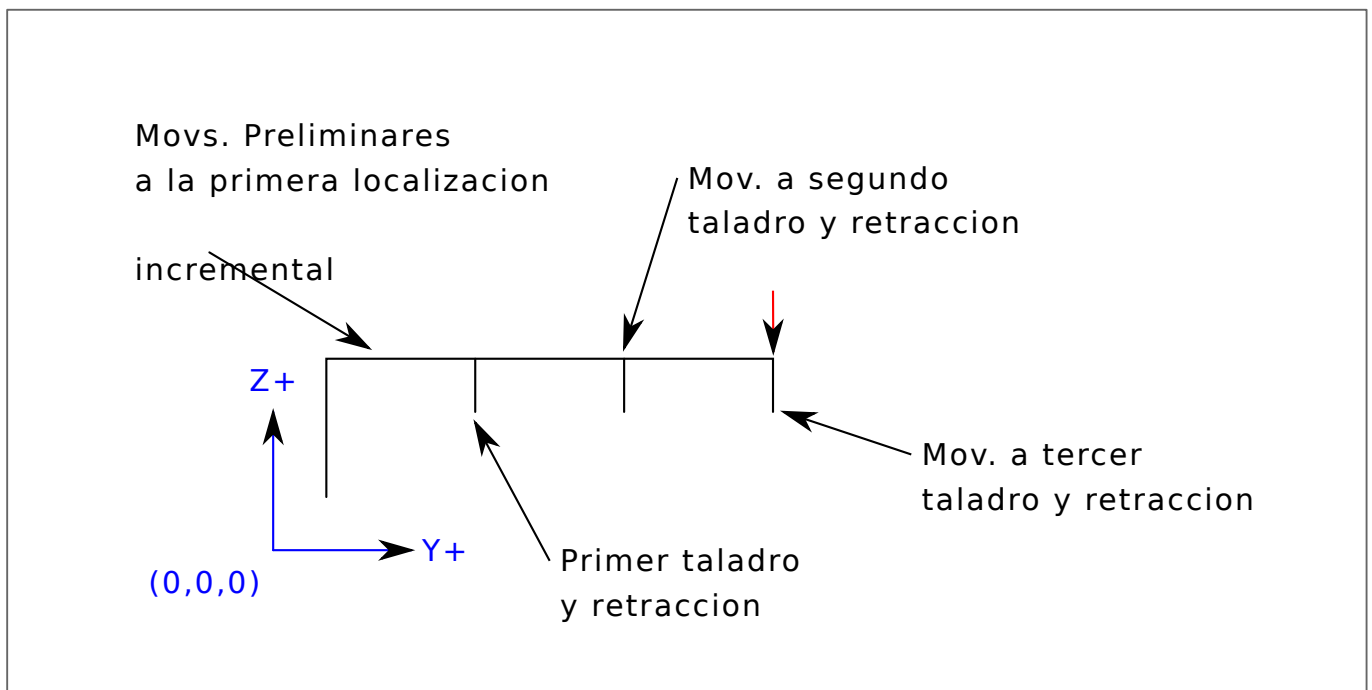 Movs. Preliminares
a la primera localizacion
incremental
Mov. a segundo
taladro y retraccion
Z+
Y+
(0,0,0)
Mov. a tercer
taladro y retraccion
Primer taladro
y retraccion